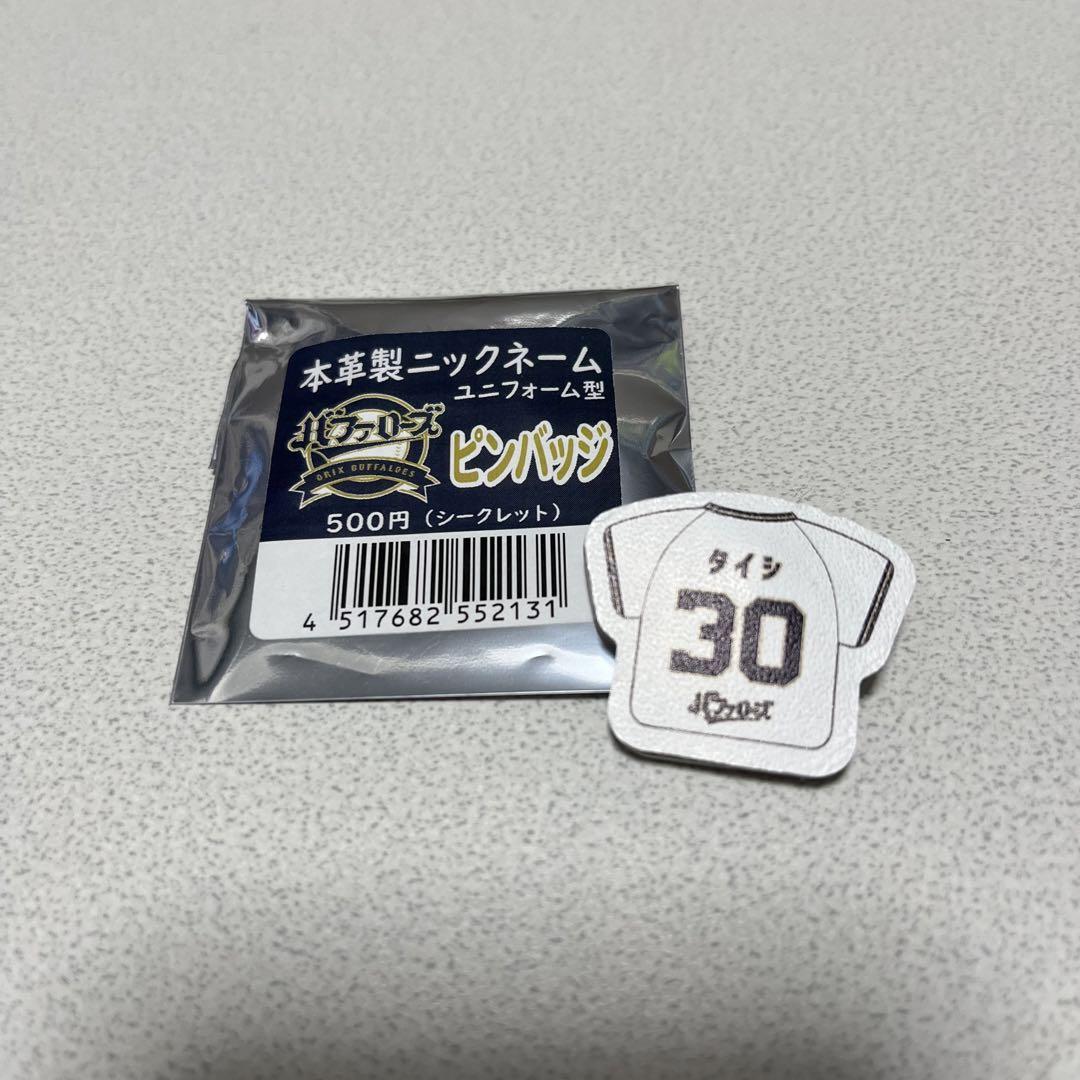 本革製ニックネーム
ユニフォーム型
バファローズ
ORIX BUFFALOES
ピンバッジ
500円（シークレット）
4 517682 552131
タイシ
30
バファローズ